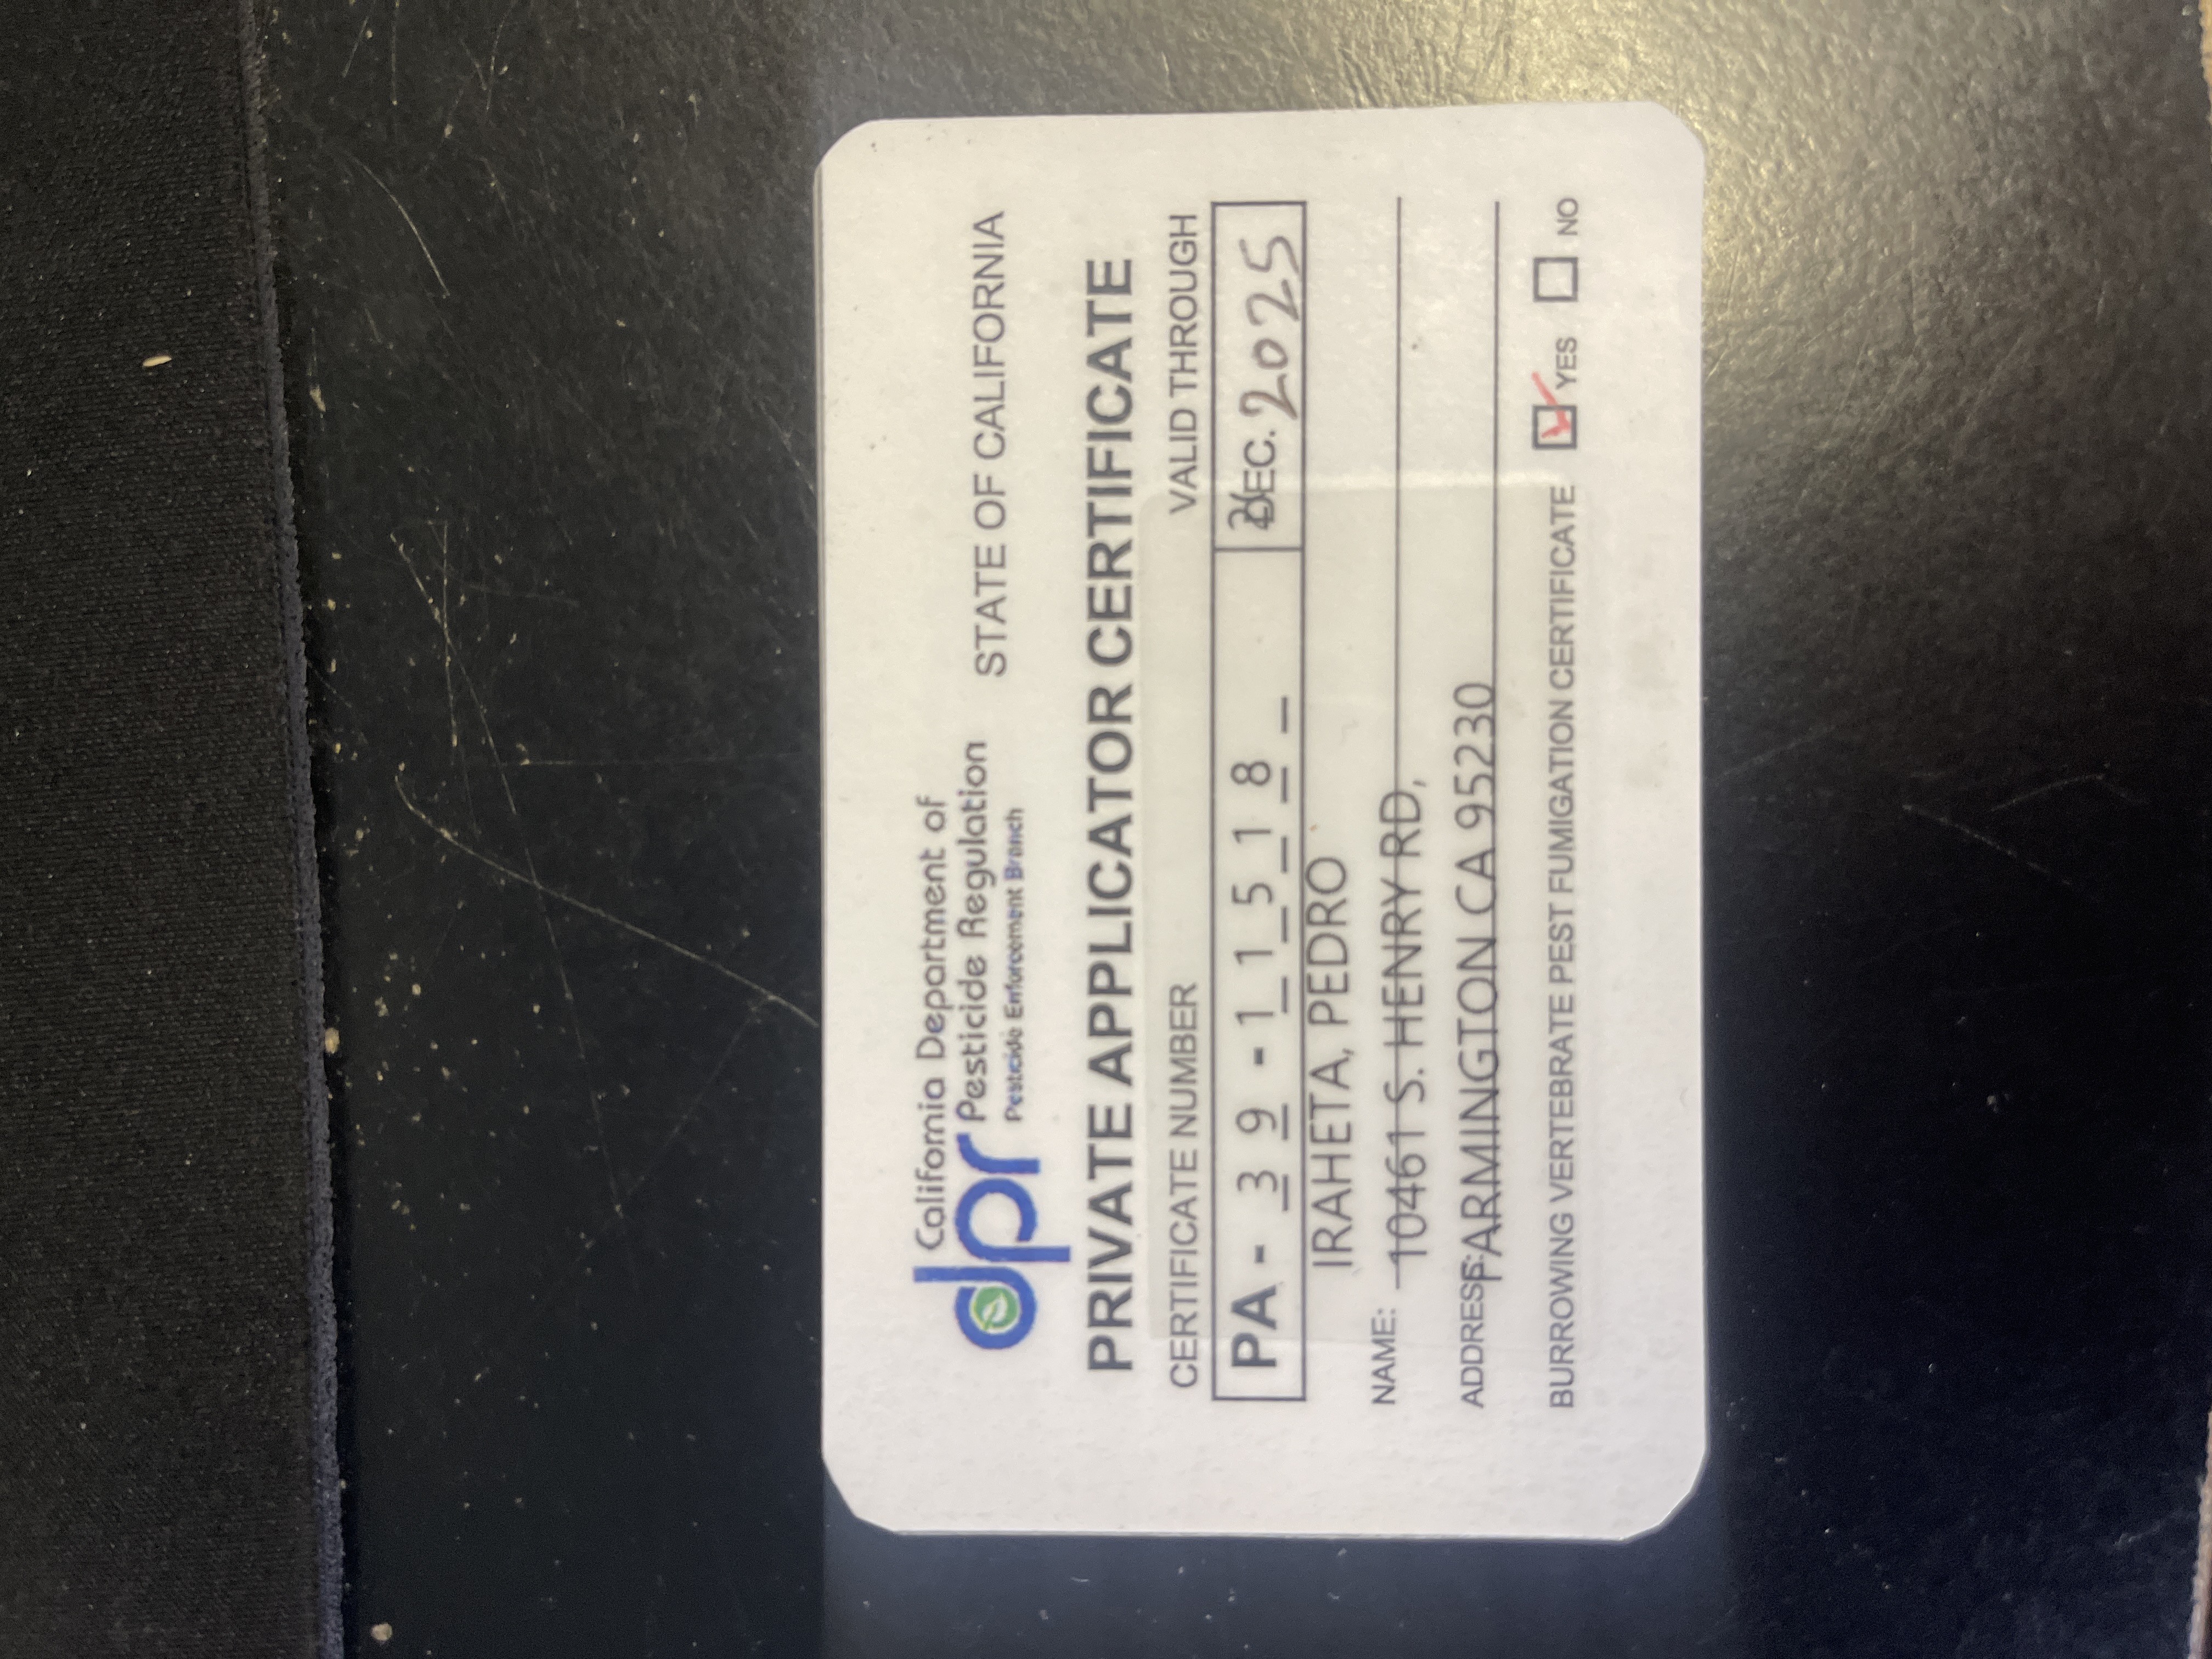 California Department of
dpr Pesticide Regulation STATE OF CALIFORNIA
Pesticide Enforcement Branch
PRIVATE APPLICATOR CERTIFICATE
CERTIFICATE NUMBER VALID THROUGH
PA - 3 9 - 1 1 5 1 8 _ DEC. 2025
IRAHETA, PEDRO
NAME: 10461 S. HENRY RD,
ADDRESS: FARMINGTON CA 95230
BURROWING VERTEBRATE PEST FUMIGATION CERTIFICATE YES NO